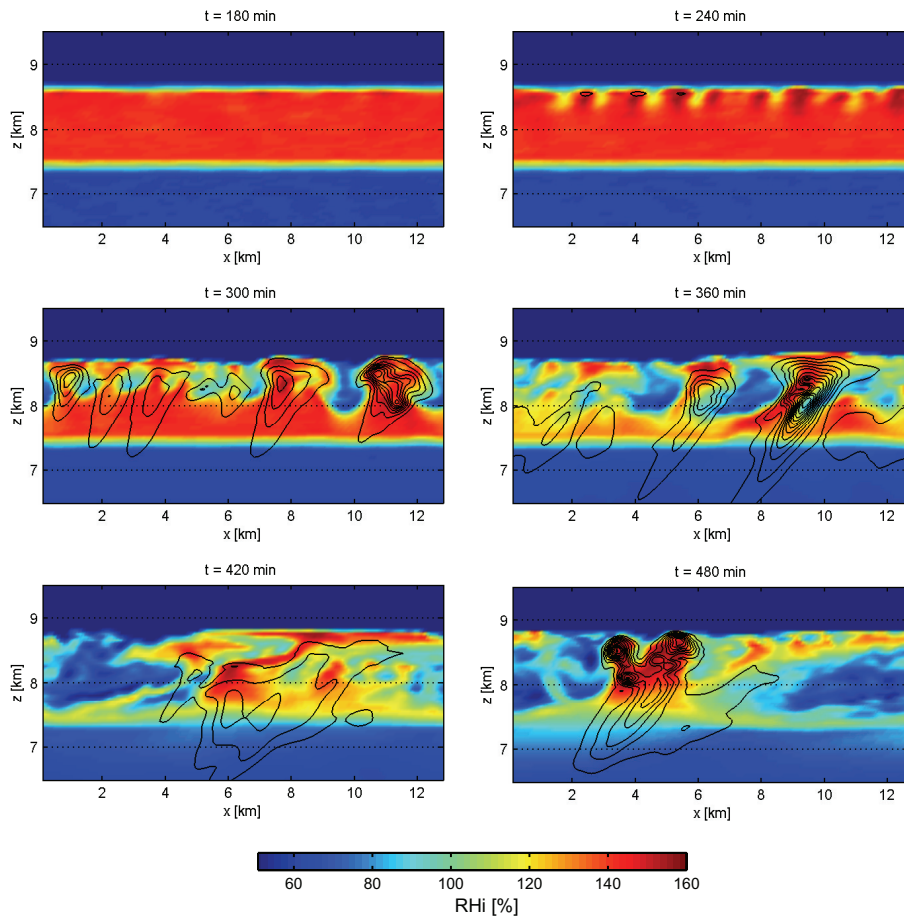 t = 180 min
t = 240 min
9
8
7
z [km]
2 4 6 8 10 12
x [km]
9
8
7
z [km]
2 4 6 8 10 12
x [km]
t = 300 min
t = 360 min
9
8
7
z [km]
2 4 6 8 10 12
x [km]
9
8
7
z [km]
2 4 6 8 10 12
x [km]
t = 420 min
t = 480 min
9
8
7
z [km]
2 4 6 8 10 12
x [km]
9
8
7
z [km]
2 4 6 8 10 12
x [km]
60 80 100 120 140 160
RHi [%]